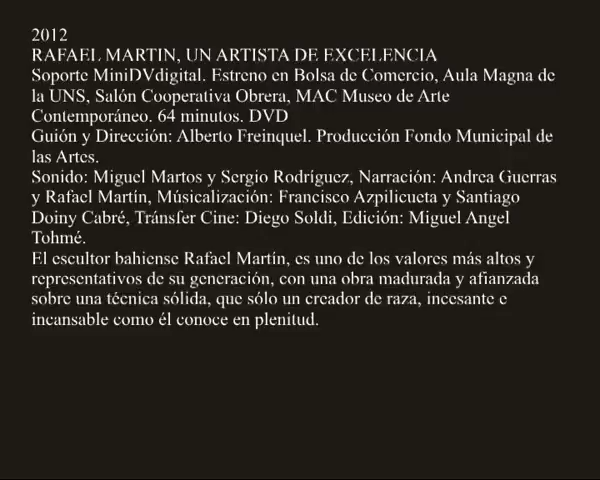 2012
RAFAEL MARTIN, UN ARTISTA DE EXCELENCIA
Soporte MiniDVdigital. Estreno en Bolsa de Comercio, Aula Magna de
la UNS, Salón Cooperativa Obrera, MAC Museo de Arte
Contemporáneo. 64 minutos. DVD
Guión y Dirección: Alberto Freinquel. Producción Fondo Municipal de
las Artes.
Sonido: Miguel Martos y Sergio Rodríguez, Narración: Andrea Guerras
y Rafael Martín, Músicalización: Francisco Azpilicueta y Santiago
Doiny Cabré, Tránsfer Cine: Diego Soldi, Edición: Miguel Angel
Tohmé.
El escultor bahiense Rafael Martín, es uno de los valores más altos y
representativos de su generación, con una obra madurada y afianzada
sobre una técnica sólida, que sólo un creador de raza, incesante e
incansable como él conoce en plenitud.